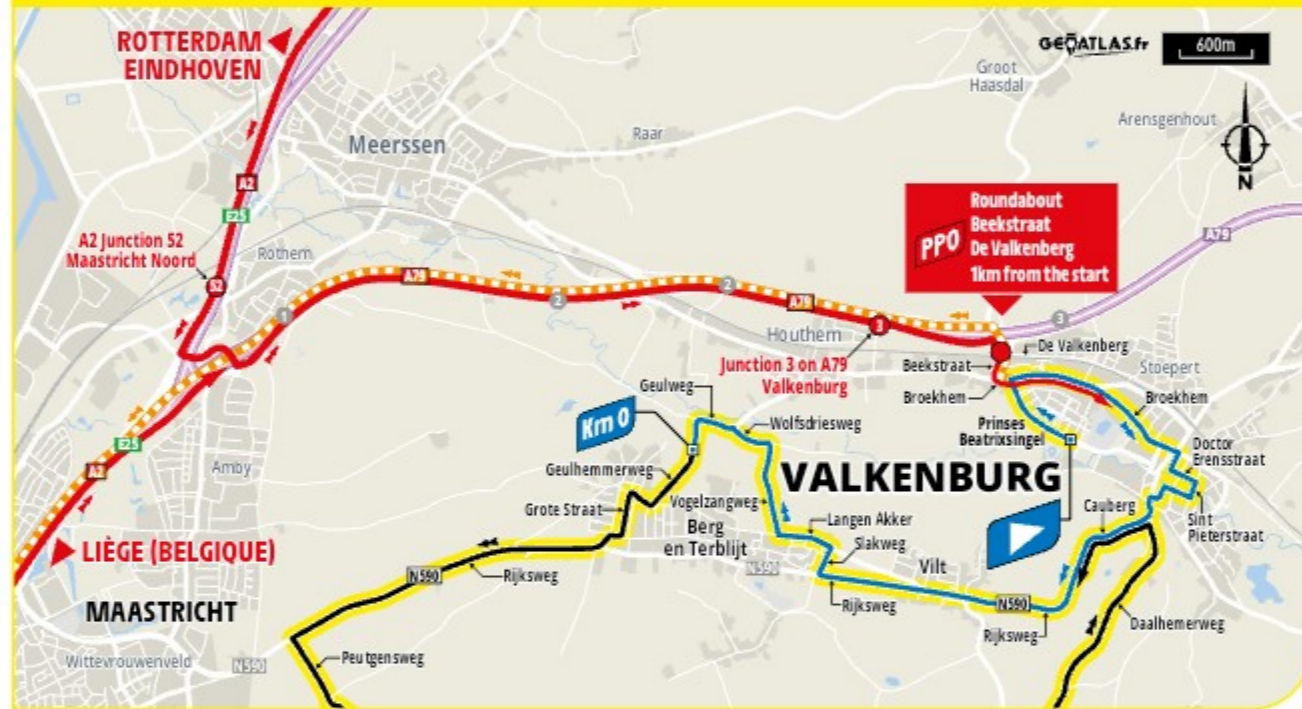 ROTTERDAM
EINDHOVEN
GEOATLAS.fr
600m
Groot
Haasdal
Arensgenhout
N
Raar
Meerssen
A2
E25
A2 Junction 52
Maastricht Noord
52
Rothem
PPO
Roundabout
Beekstraat
De Valkenberg
1km from the start
A79
1
A79
2
2
A79
3
3
Houthem
Junction 3 on A79
Valkenburg
De Valkenberg
Beekstraat
Stoepert
Broekhem
Broekhem
Geulweg
Km 0
Wolfsdriesweg
Prinses
Beatrixsingel
Doctor
Erensstraat
E25
A2
Amby
Geulhemmerweg
VALKENBURG
Grote Straat
Vogelzangweg
Cauberg
Sint
Pieterstraat
Berg
en Terblijt
Langen Akker
Slakweg
Vilt
LIÈGE (BELGIQUE)
N590
Rijksweg
N590
Rijksweg
N590
Rijksweg
Daalhemerweg
MAASTRICHT
Wittevrouwenveld
N590
Peutgensweg